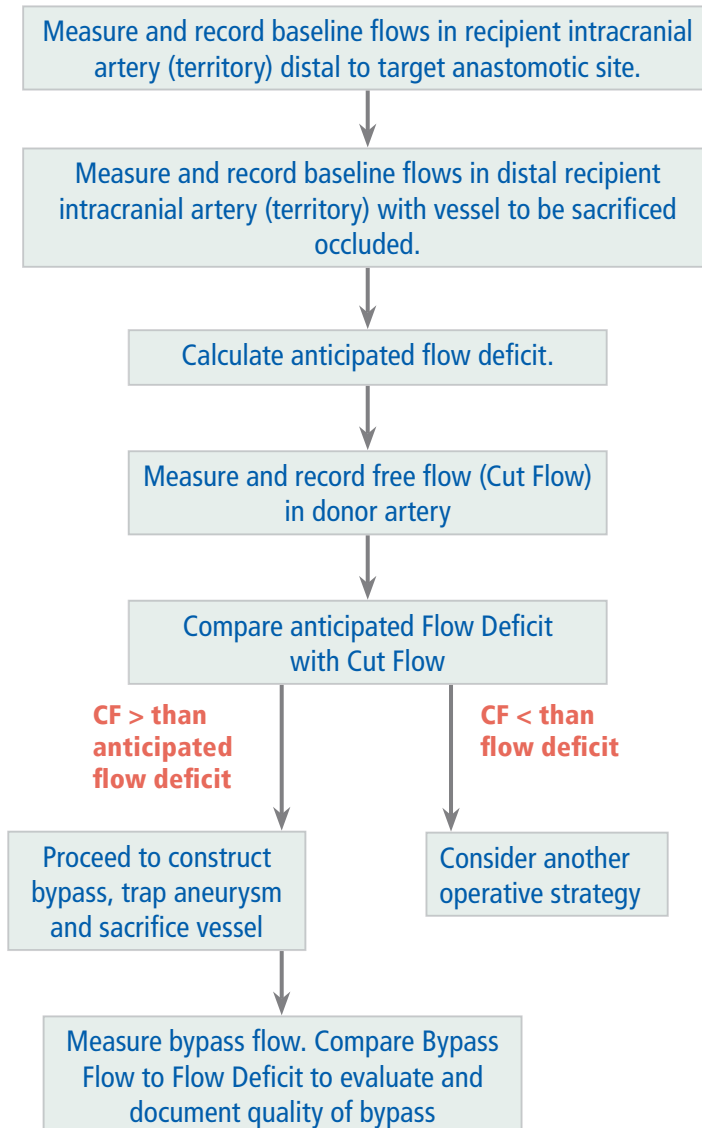 Measure and record baseline flows in recipient intracranial
artery (territory) distal to target anastomotic site.
Measure and record baseline flows in distal recipient
intracranial artery (territory) with vessel to be sacrificed
occluded.
Calculate anticipated flow deficit.
Measure and record free flow (Cut Flow)
in donor artery
Compare anticipated Flow Deficit
with Cut Flow
CF > than
anticipated
flow deficit
CF < than
flow deficit
Proceed to construct
bypass, trap aneurysm
and sacrifice vessel
Consider another
operative strategy
Measure bypass flow. Compare Bypass
Flow to Flow Deficit to evaluate and
document quality of bypass